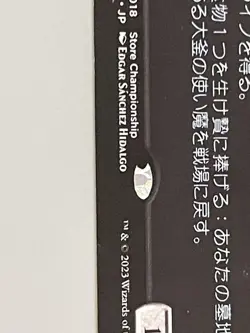 イフを得る。
物１つを生け贄に捧げる：あなたの墓地
る大釜の使い魔を戦場に戻す。
018 Store Championship
• JP EDGAR SÁNCHEZ HIDALGO
™ & © 2023 Wizards of